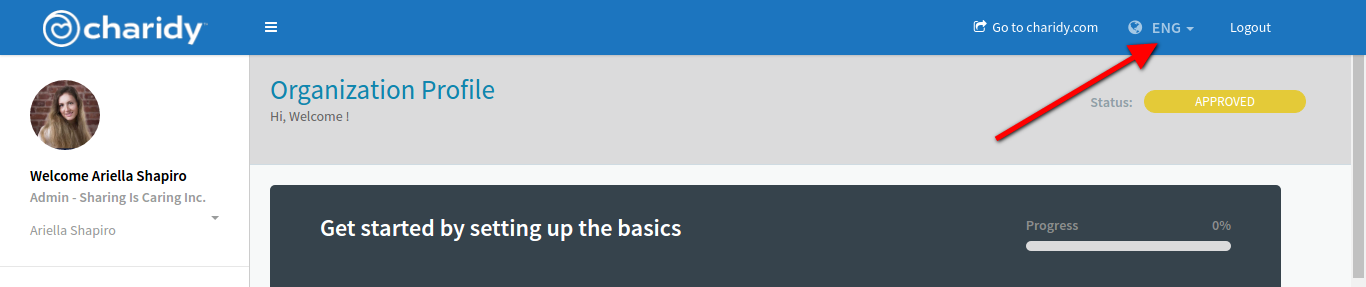 charidy
Go to charidy.com
ENG
Logout
Organization Profile
Hi, Welcome !
Status:
APPROVED
Welcome Ariella Shapiro
Admin - Sharing Is Caring Inc.
Ariella Shapiro
Get started by setting up the basics
Progress
0%